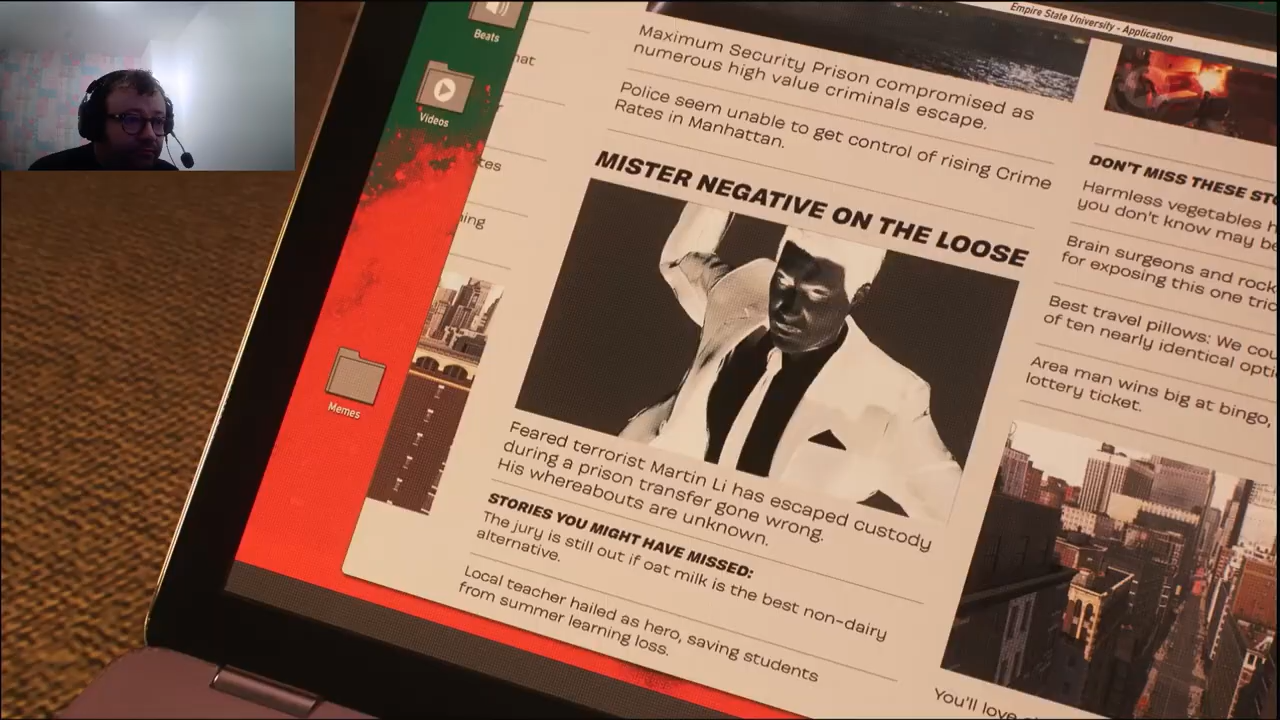 Empire State University - Application
Beats
Videos
Memes
hat
tes
ning
Maximum Security Prison compromised as
numerous high value criminals escape.
Police seem unable to get control of rising Crime
Rates in Manhattan.
MISTER NEGATIVE ON THE LOOSE
Feared terrorist Martin Li has escaped custody
during a prison transfer gone wrong.
His whereabouts are unknown.
STORIES YOU MIGHT HAVE MISSED:
The jury is still out if oat milk is the best non-dairy
alternative.
Local teacher hailed as hero, saving students
from summer learning loss.
DON'T MISS THESE STO
Harmless vegetables h
you don't know may be
Brain surgeons and rock
for exposing this one tric
Best travel pillows: We cou
of ten nearly identical opti
Area man wins big at bingo,
lottery ticket.
You'll love